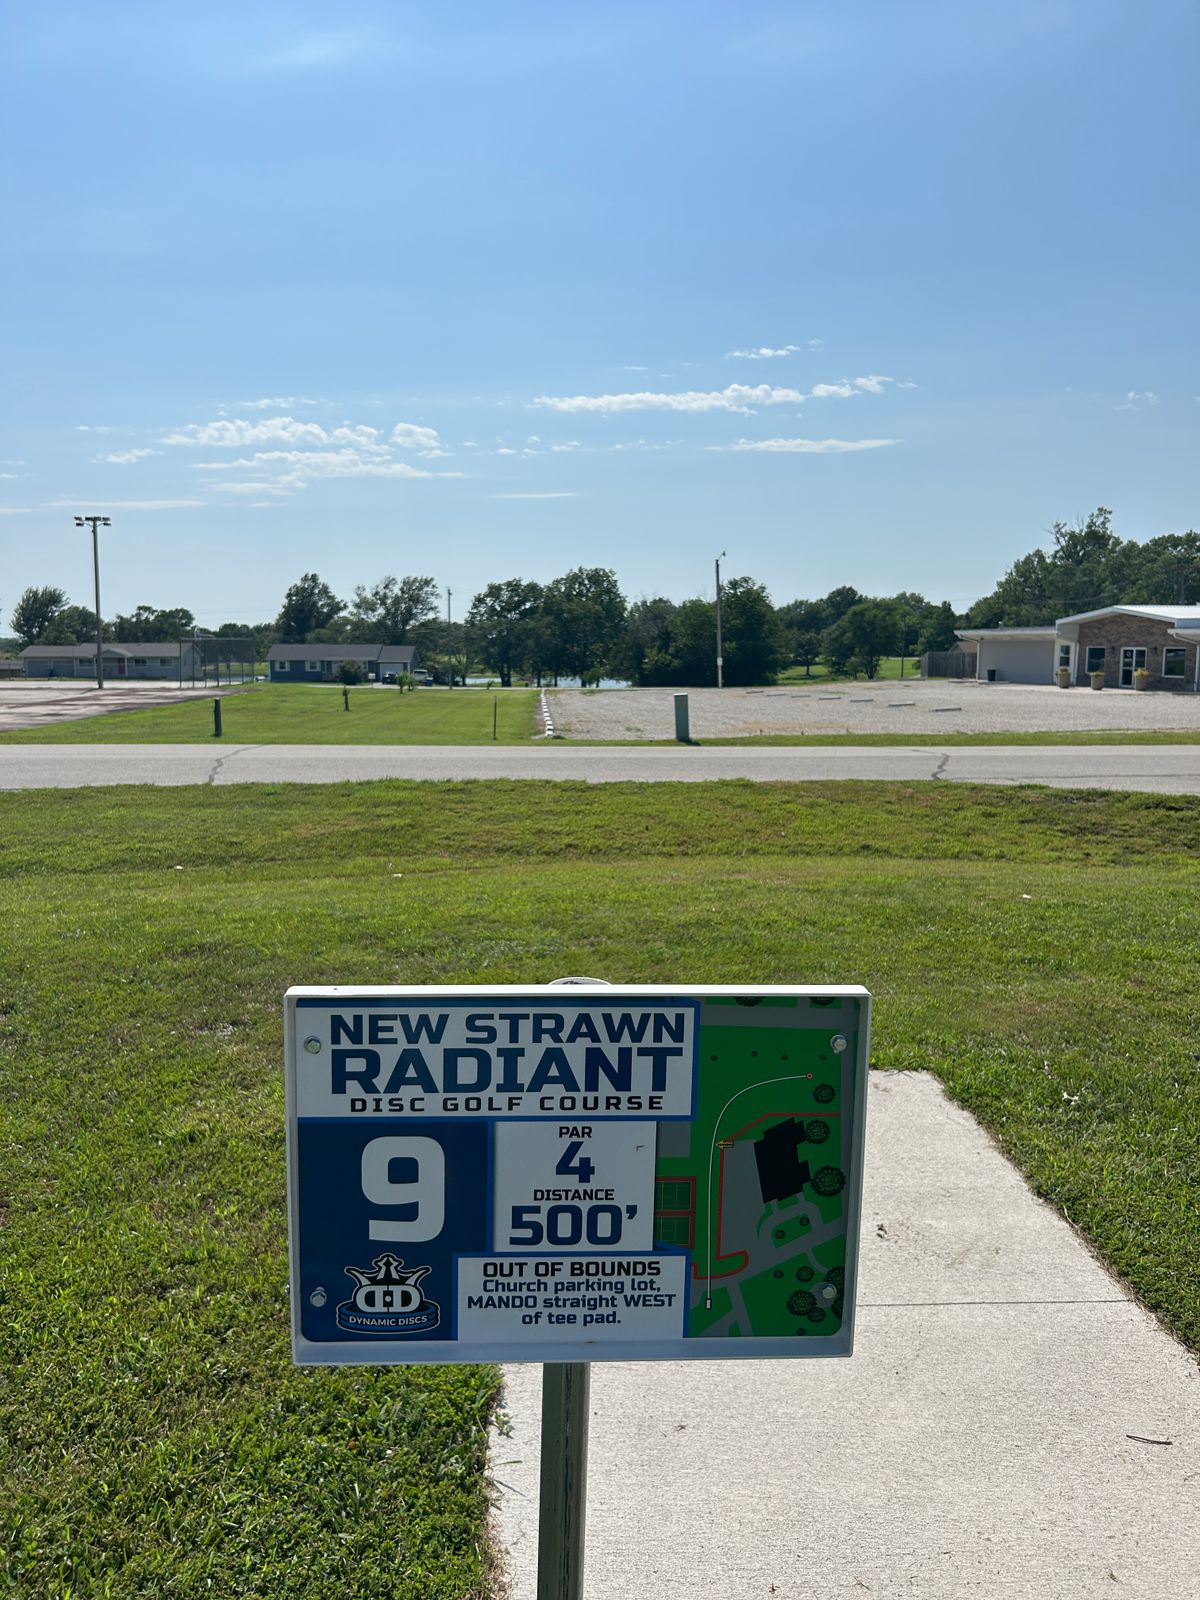 NEW STRAWN
RADIANT
DISC GOLF COURSE
9
PAR
4
DISTANCE
500'
OUT OF BOUNDS
Church parking lot,
MANDO straight WEST
of tee pad.
DYNAMIC DISCS